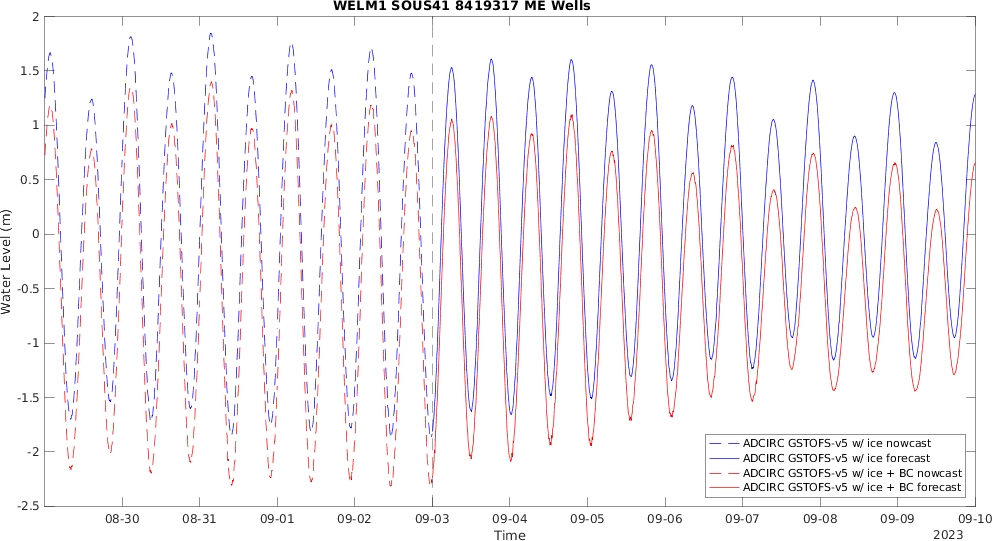 WELM1 SOUS41 8419317 ME Wells
2
1.5
1
0.5
0
-0.5
-1
-1.5
-2
-2.5
Water Level (m)
ADCIRC GSTOFS-v5 w/ ice nowcast
ADCIRC GSTOFS-v5 w/ ice forecast
ADCIRC GSTOFS-v5 w/ ice + BC nowcast
ADCIRC GSTOFS-v5 w/ ice + BC forecast
08-30 08-31 09-01 09-02 09-03 09-04 09-05 09-06 09-07 09-08 09-09 09-10
Time
2023